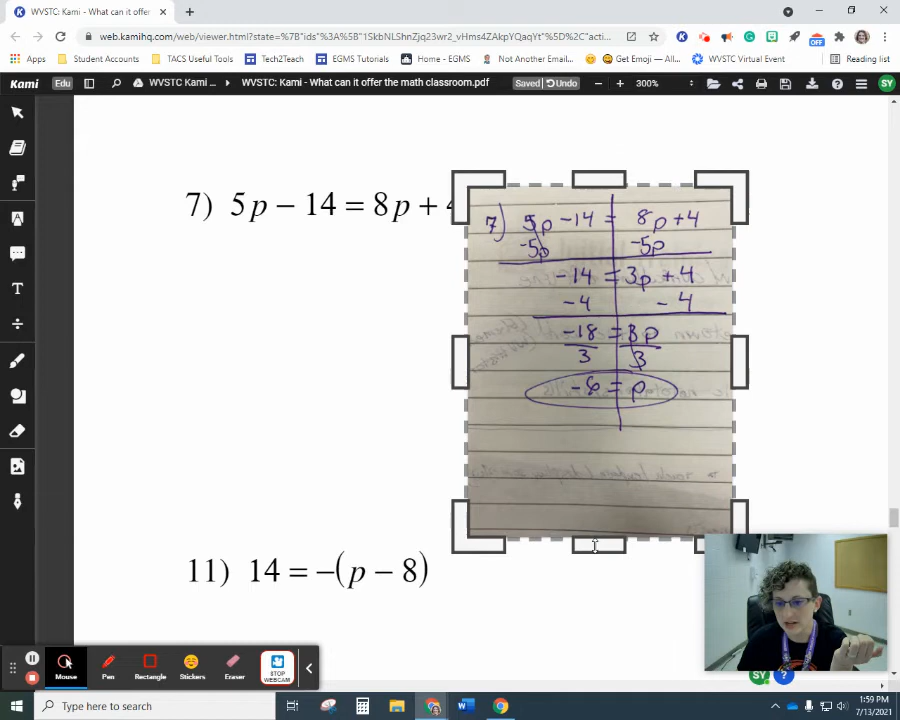 WVSTC: Kami - What can it offer t
web.kamihq.com/web/viewer.html?state=%7B"ids"%3A%5B"1SkbNLShnZjq23wr2_vHms4ZAkpYQaqYt"%5D%2C"acti...
Apps
Student Accounts
TACS Useful Tools
Tech2Teach
EGMS Tutorials
Home - EGMS
Not Another Email...
Get Emoji — All...
WVSTC Virtual Event
OFF
Reading list
Kami
Edu
WVSTC Kami ...
WVSTC: Kami - What can it offer the math classroom.pdf
Saved
Undo
300%
SY
7) 5p − 14 = 8p + 4
7) 5p -14 = 8p +4
-5p -5p
-14 = 3p +4
-4 - 4
-18 = 3p
3 3
-6 = p
11) 14 = −(p − 8)
Mouse
Pen
Rectangle
Stickers
Eraser
STOP WEBCAM
SY
?
Type here to search
1:59 PM
7/13/2021